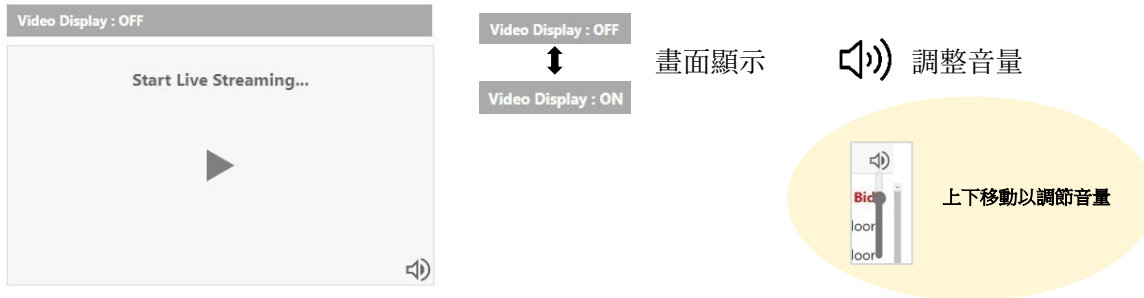 Video Display : OFF
Start Live Streaming...
Video Display : OFF
Video Display : ON
畫面顯示
調整音量
Bid
loor
loor
上下移動以調節音量